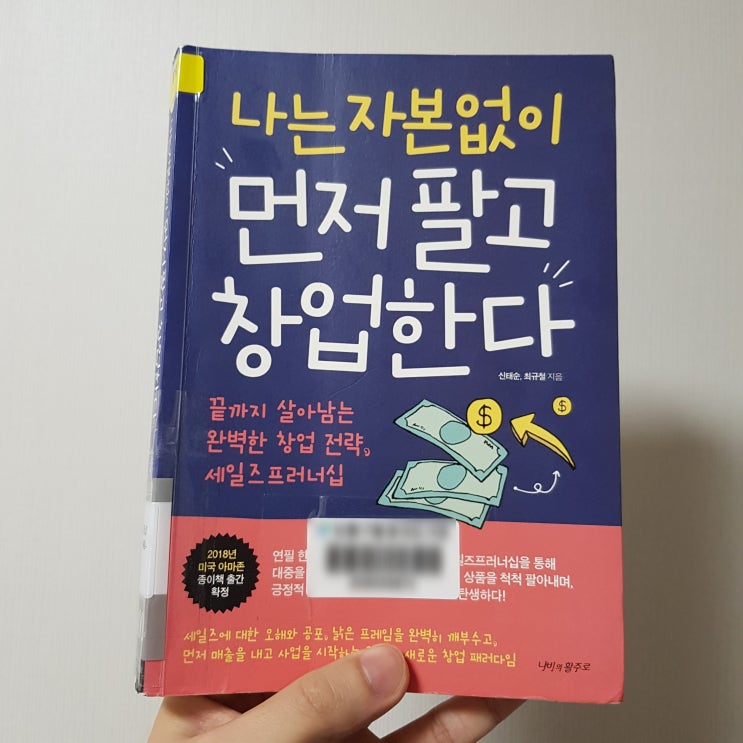 나는 자본없이
먼저 팔고
창업한다
신태순, 최규철 지음
끝까지 살아남는
완벽한 창업 전략,
세일즈프러너십
$
$
2018년
미국 아마존
종이책 출간
확정
연필 한 일즈프러너십을 통해
대중을 상품을 척척 팔아내며,
긍정적 탄생하다!
세일즈에 대한 오해와 공포, 낡은 프레임을 완벽히 깨부수고,
먼저 매출을 내고 사업을 시작하는 새로운 창업 패러다임
나비의 활주로